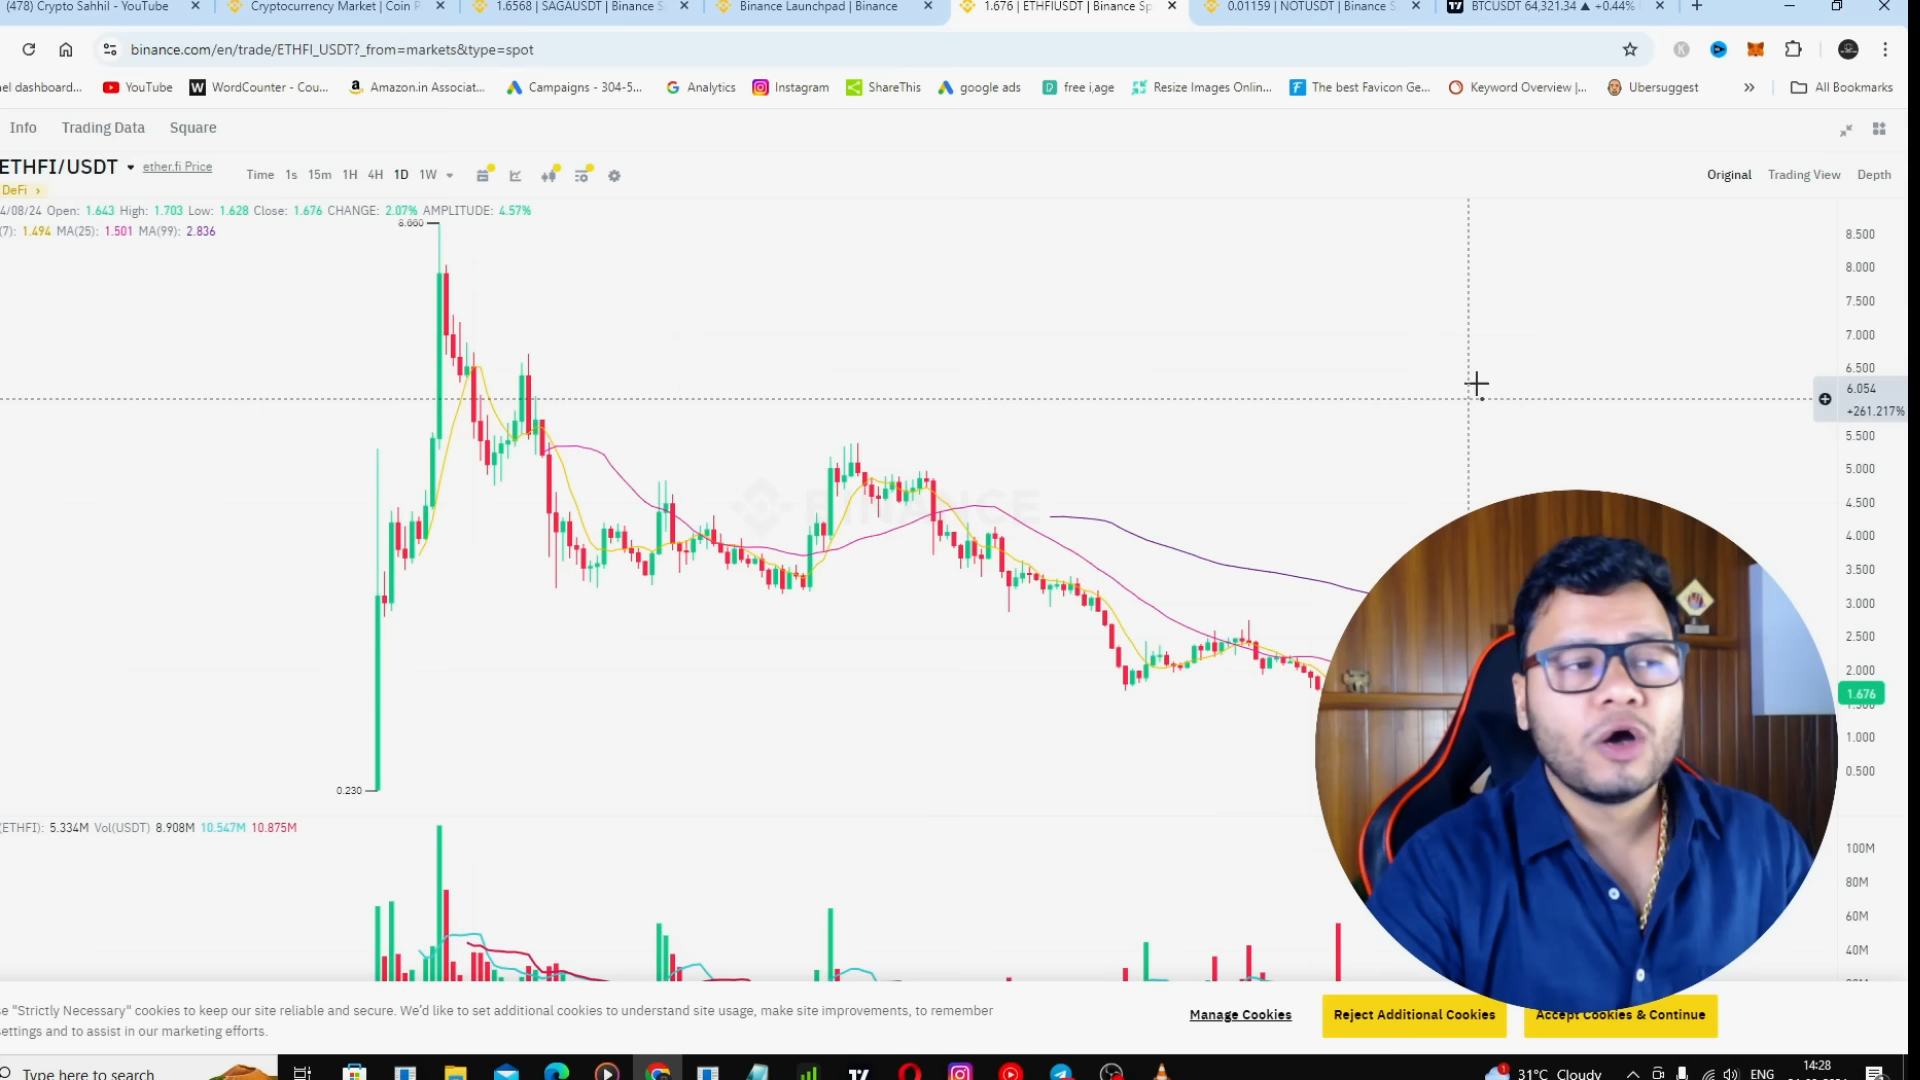 (478) Crypto Sahhil - YouTube
Cryptocurrency Market | Coin P
1.6568 | SAGAUSDT | Binance S
Binance Launchpad | Binance
1.676 | ETHFIUSDT | Binance Sp
0.01159 | NOTUSDT | Binance S
BTCUSDT 64,321.34 ▲ +0.44%
binance.com/en/trade/ETHFI_USDT?_from=markets&type=spot
el dashboard...
YouTube
WordCounter - Cou...
Amazon.in Associat...
Campaigns - 304-5...
Analytics
Instagram
ShareThis
google ads
free i,age
Resize Images Onlin...
The best Favicon Ge...
Keyword Overview |...
Ubersuggest
All Bookmarks
Info Trading Data Square
ETHFI/USDT ether.fi Price
DeFi
Time 1s 15m 1H 4H 1D 1W
Original Trading View Depth
4/08/24 Open: 1.643 High: 1.703 Low: 1.628 Close: 1.676 CHANGE: 2.07% AMPLITUDE: 4.57%
(7): 1.494 MA(25): 1.501 MA(99): 2.836
8.660
8.500
8.000
7.500
7.000
6.500
6.054
+261.217%
5.500
5.000
4.500
4.000
3.500
3.000
2.500
2.000
1.676
1.000
0.500
BINANCE
0.230
(ETHFI): 5.334M Vol(USDT) 8.908M 10.547M 10.875M
100M
80M
60M
40M
e "Strictly Necessary" cookies to keep our site reliable and secure. We'd like to set additional cookies to understand site usage, make site improvements, to remember
ettings and to assist in our marketing efforts.
Manage Cookies
Reject Additional Cookies
Accept Cookies & Continue
Type here to search
31°C Cloudy
ENG
14:28